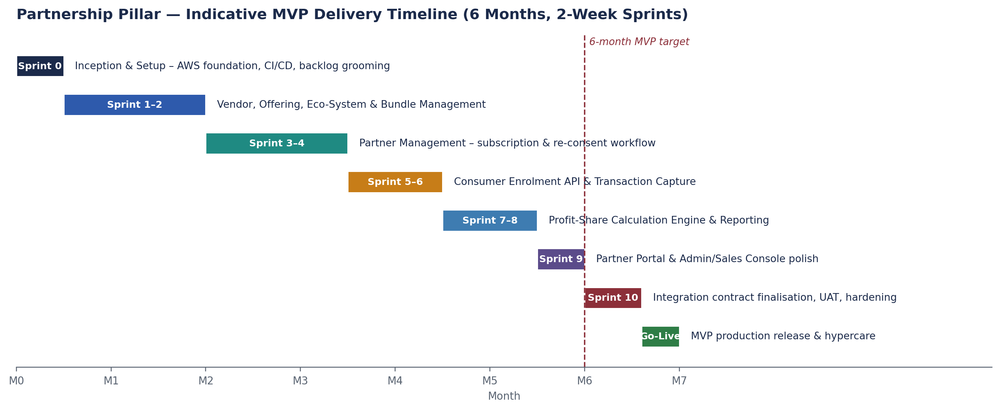 Partnership Pillar — Indicative MVP Delivery Timeline (6 Months, 2-Week Sprints)
6-month MVP target
Sprint 0 Inception & Setup – AWS foundation, CI/CD, backlog grooming
Sprint 1–2 Vendor, Offering, Eco-System & Bundle Management
Sprint 3–4 Partner Management – subscription & re-consent workflow
Sprint 5–6 Consumer Enrolment API & Transaction Capture
Sprint 7–8 Profit-Share Calculation Engine & Reporting
Sprint 9 Partner Portal & Admin/Sales Console polish
Sprint 10 Integration contract finalisation, UAT, hardening
Go-Live MVP production release & hypercare
M0 M1 M2 M3 M4 M5 M6 M7
Month